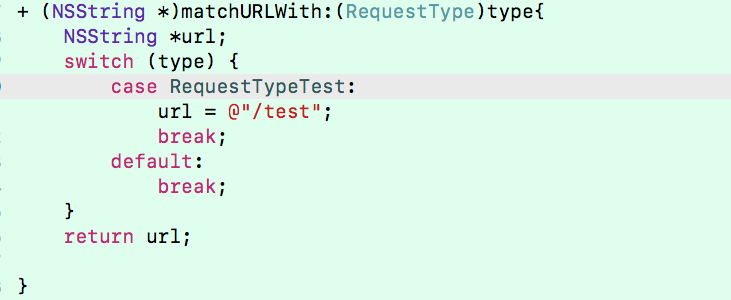 + (NSString *)matchURLWith:(RequestType)type{
    NSString *url;
    switch (type) {
        case RequestTypeTest:
            url = @"/test";
            break;
        default:
            break;
    }
    return url;
}